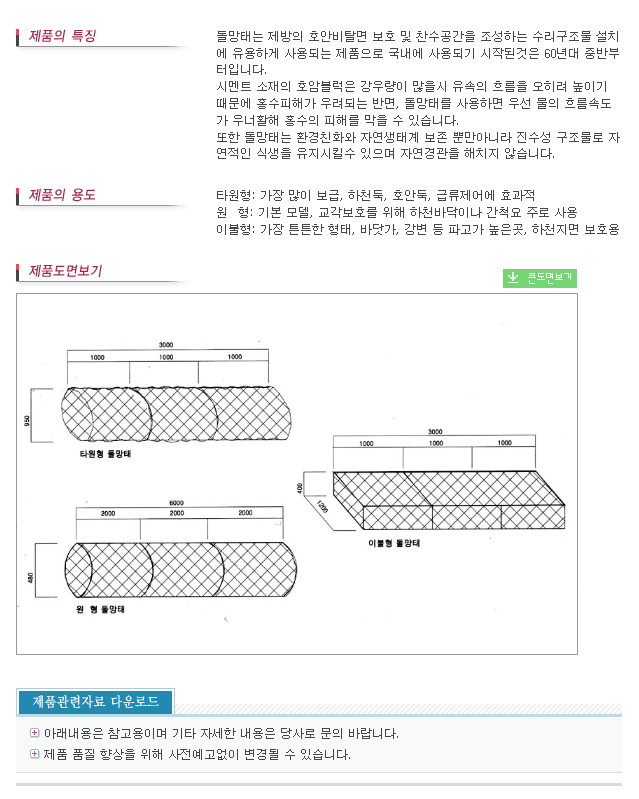 제품의 특징
돌망태는 제방의 호안비탈면 보호 및 찬수공간을 조성하는 수리구조물 설치
에 유용하게 사용되는 제품으로 국내에 사용되기 시작된것은 60년대 중반부
터입니다.
시멘트 소재의 호암블럭은 강우량이 많을시 유속의 흐름을 오히려 높이기
때문에 홍수피해가 우려되는 반면, 돌망태를 사용하면 우선 물의 흐름속도
가 우너활해 홍수의 피해를 막을 수 있습니다.
또한 돌망태는 환경친화와 자연생태계 보존 뿐만아니라 진수성 구조물로 자
연적인 식생을 유지시킬수 있으며 자연경관을 해치지 않습니다.
제품의 용도
타원형: 가장 많이 보급, 하천둑, 호안둑, 급류제어에 효과적
원 형: 기본 모델, 교각보호를 위해 하천바닥이나 간척요 주로 사용
이불형: 가장 튼튼한 형태, 바닷가, 강변 등 파고가 높은곳, 하천지면 보호용
제품도면보기
큰도면보기
3000
1000 1000 1000
950
타원형 돌망태
3000
1000 1000 1000
400
1200
이불형 돌망태
6000
2000 2000 2000
480
원 형 돌망태
제품관련자료 다운로드
아래내용은 참고용이며 기타 자세한 내용은 당사로 문의 바랍니다.
제품 품질 향상을 위해 사전예고없이 변경될 수 있습니다.